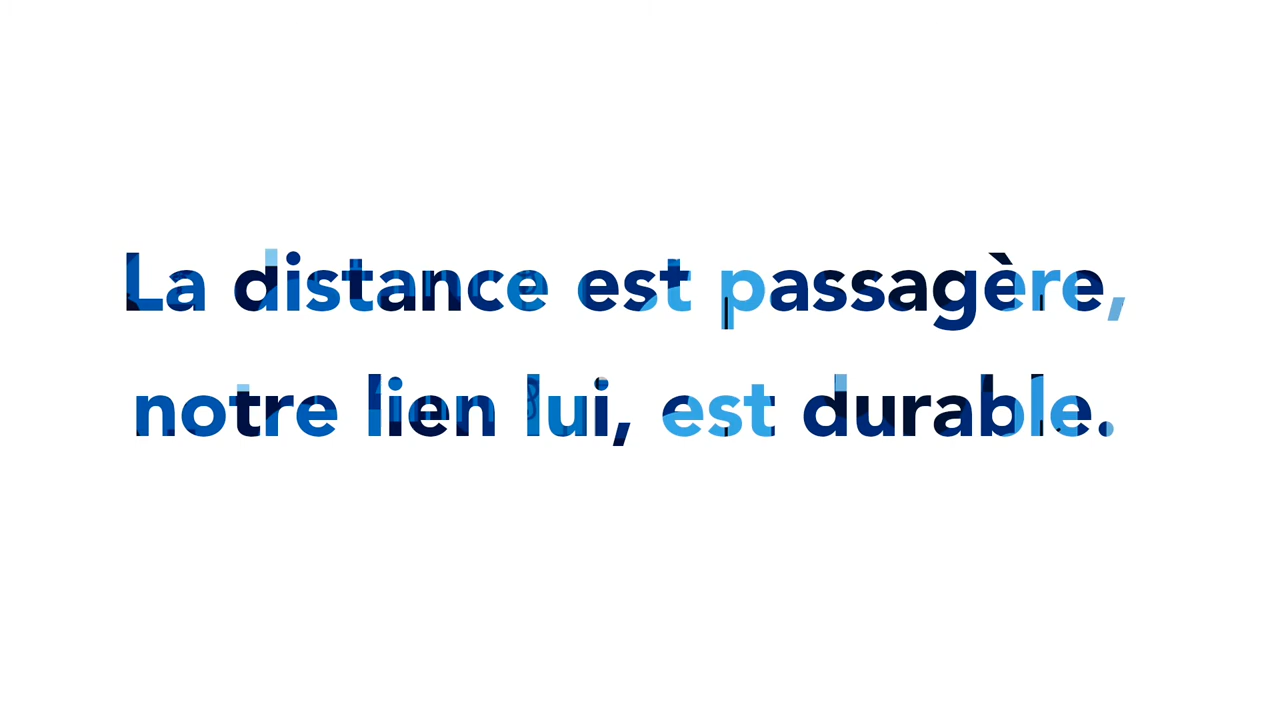 La distance est passagère,
notre lien lui, est durable.